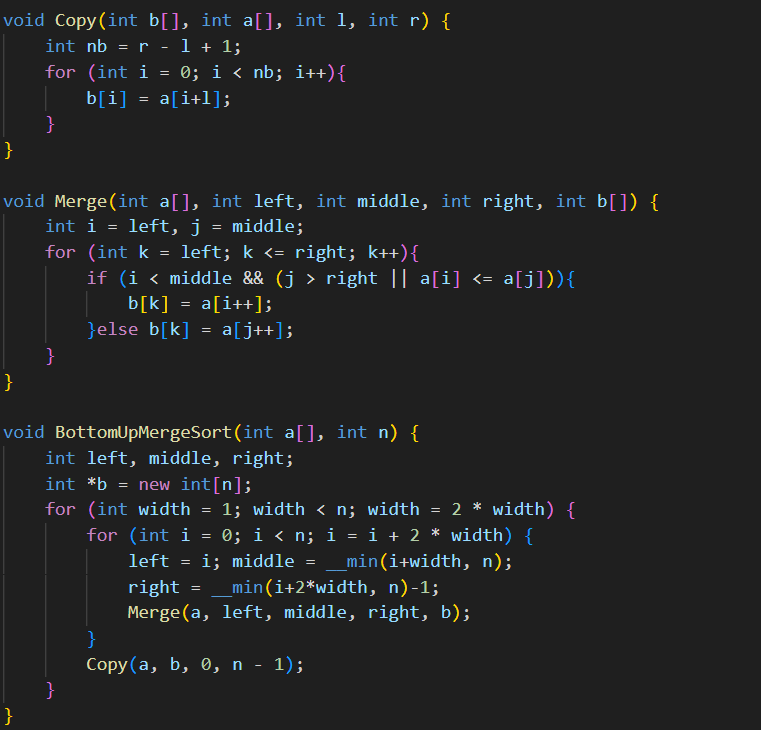 void Copy(int b[], int a[], int l, int r) {
    int nb = r - l + 1;
    for (int i = 0; i < nb; i++){
        b[i] = a[i+l];
    }
}

void Merge(int a[], int left, int middle, int right, int b[]) {
    int i = left, j = middle;
    for (int k = left; k <= right; k++){
        if (i < middle && (j > right || a[i] <= a[j])){
            b[k] = a[i++];
        }else b[k] = a[j++];
    }
}

void BottomUpMergeSort(int a[], int n) {
    int left, middle, right;
    int *b = new int[n];
    for (int width = 1; width < n; width = 2 * width) {
        for (int i = 0; i < n; i = i + 2 * width) {
            left = i; middle = __min(i+width, n);
            right = __min(i+2*width, n)-1;
            Merge(a, left, middle, right, b);
        }
        Copy(a, b, 0, n - 1);
    }
}